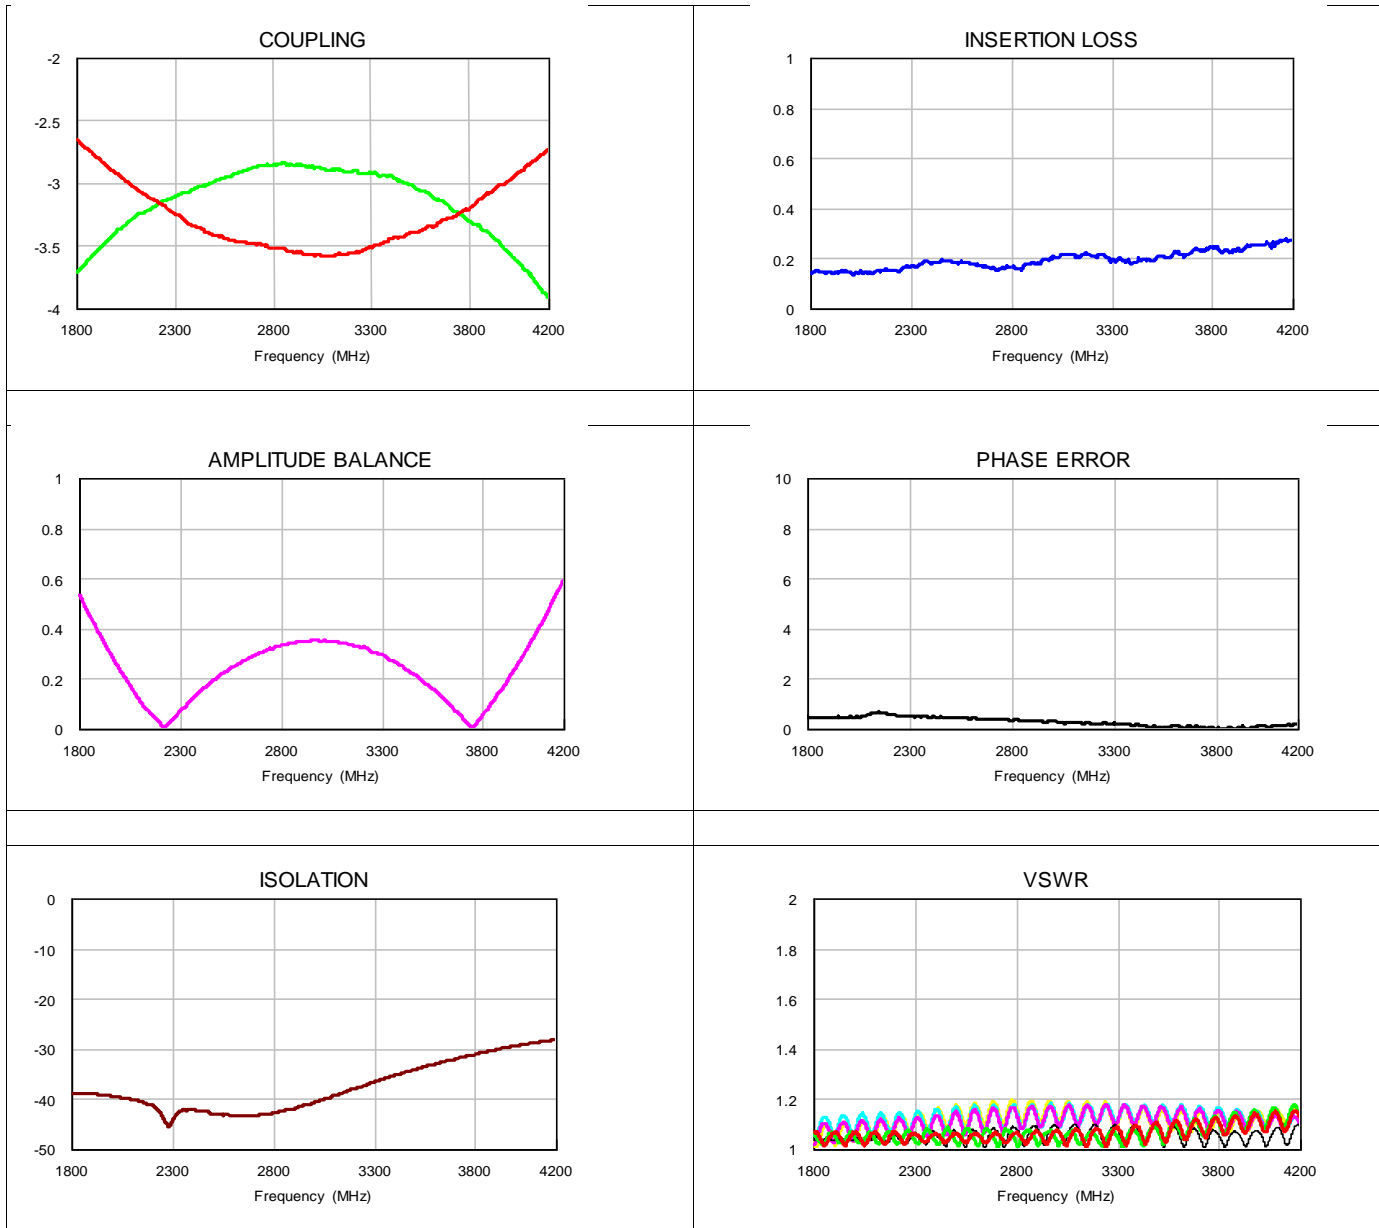 COUPLING
-2
-2.5
-3
-3.5
-4
1800 2300 2800 3300 3800 4200
Frequency (MHz)
INSERTION LOSS
1
0.8
0.6
0.4
0.2
0
1800 2300 2800 3300 3800 4200
Frequency (MHz)
AMPLITUDE BALANCE
1
0.8
0.6
0.4
0.2
0
1800 2300 2800 3300 3800 4200
Frequency (MHz)
PHASE ERROR
10
8
6
4
2
0
1800 2300 2800 3300 3800 4200
Frequency (MHz)
ISOLATION
0
-10
-20
-30
-40
-50
1800 2300 2800 3300 3800 4200
Frequency (MHz)
VSWR
2
1.8
1.6
1.4
1.2
1
1800 2300 2800 3300 3800 4200
Frequency (MHz)